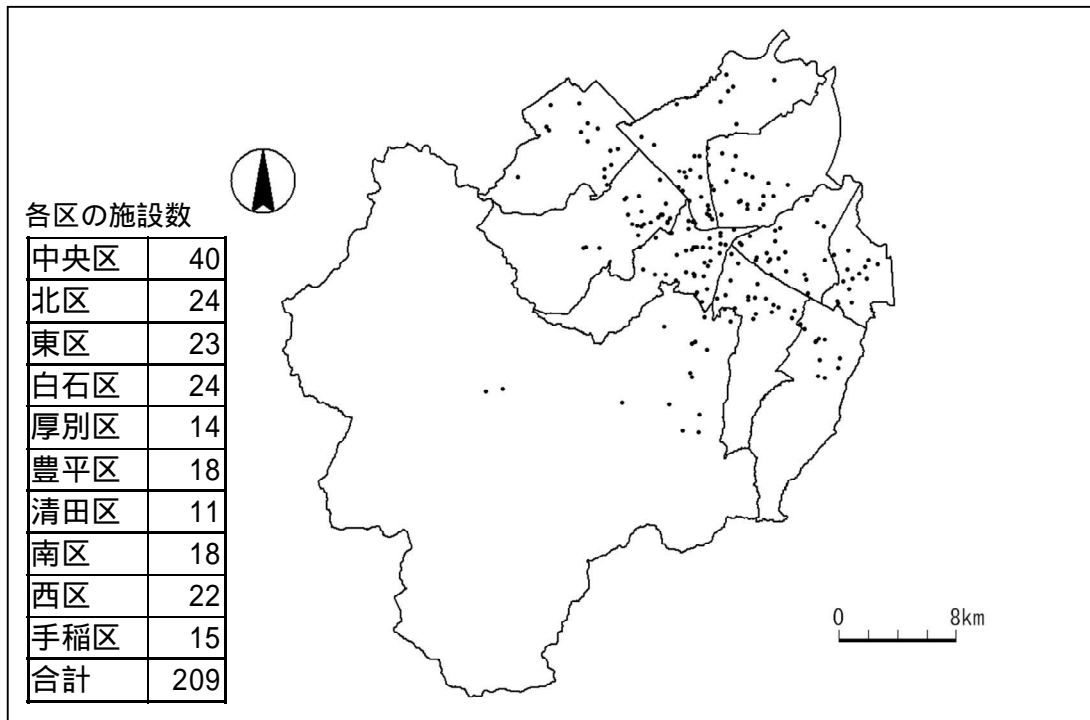 各区の施設数
中央区 40
北区 24
東区 23
白石区 24
厚別区 14
豊平区 18
清田区 11
南区 18
西区 22
手稲区 15
合計 209
0 8km